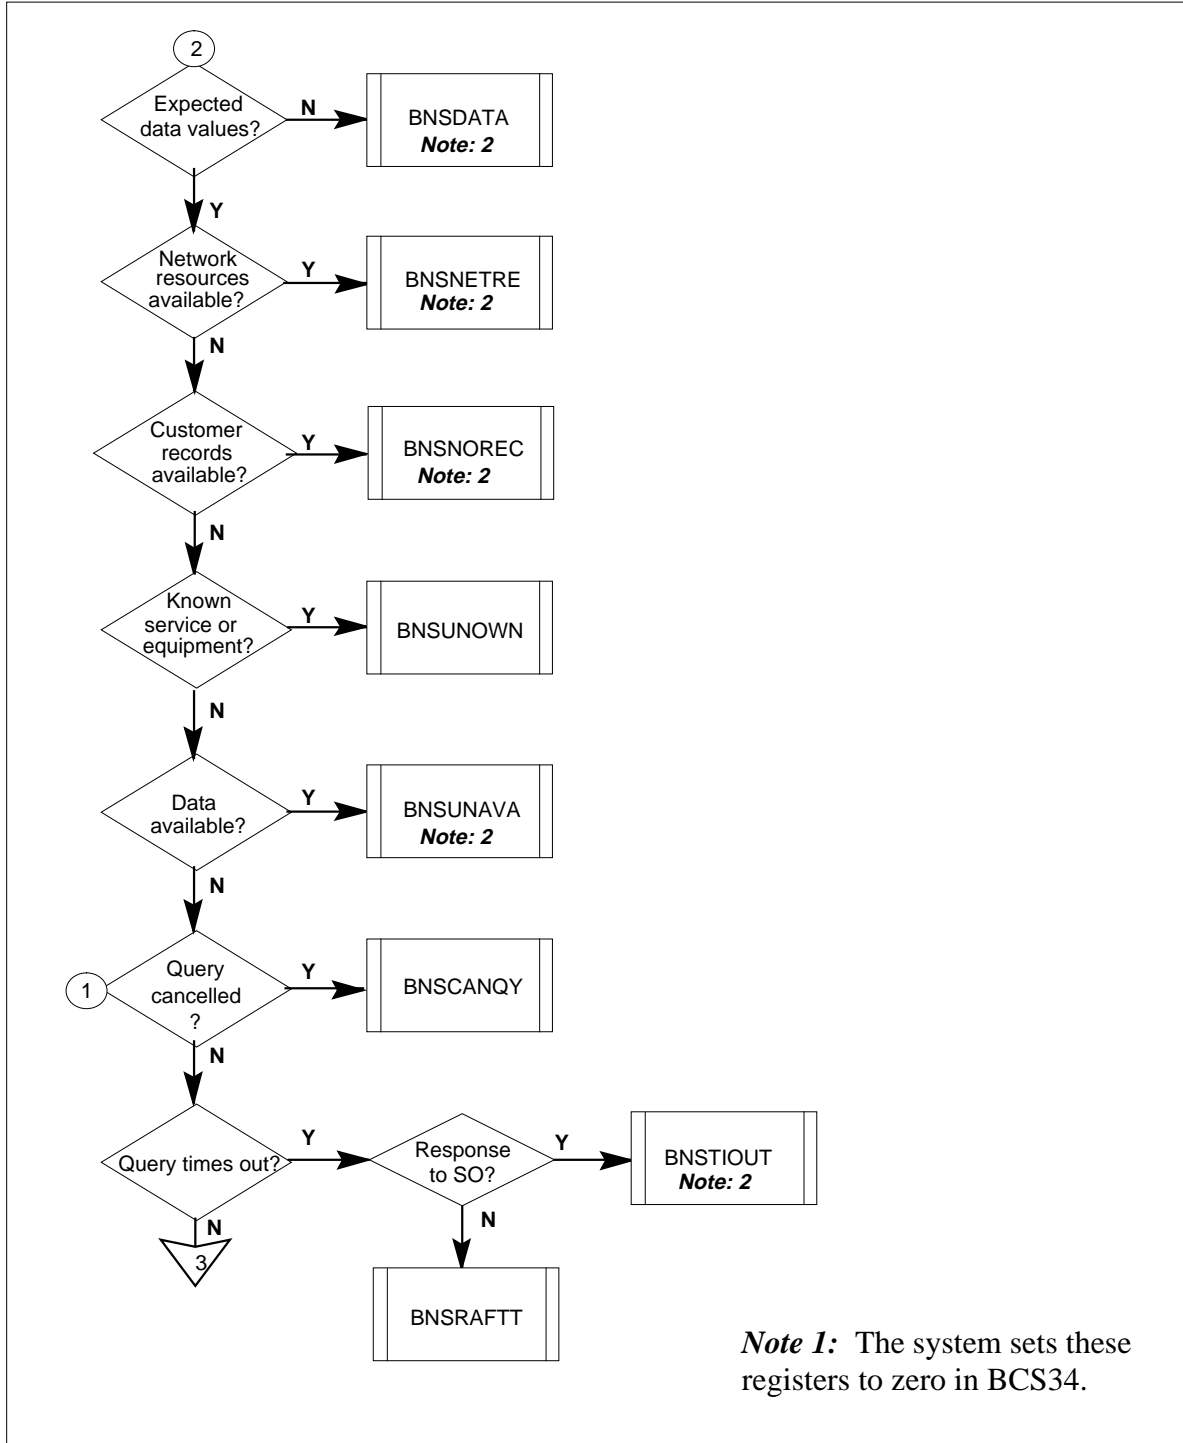 2
Expected
data values?
N
BNSDATA
Note: 2
Y
Network
resources
available?
Y
BNSNETRE
Note: 2
N
Customer
records
available?
Y
BNSNOREC
Note: 2
N
Known
service or
equipment?
Y
BNSUNOWN
N
Data
available?
Y
BNSUNAVA
Note: 2
N
1
Query
cancelled
?
Y
BNSCANQY
N
Query times out?
Y
Response
to SO?
Y
BNSTIOUT
Note: 2
N
3
N
BNSRAFTT
Note 1: The system sets these
registers to zero in BCS34.